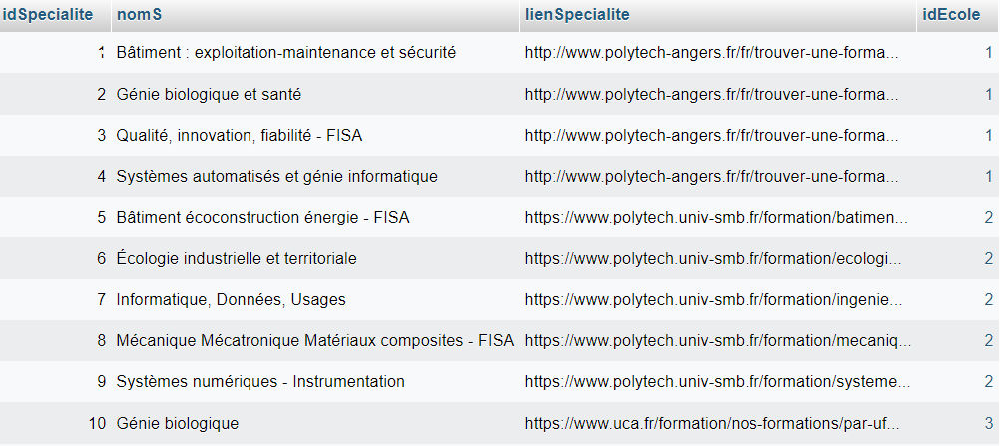 idSpecialite nomS lienSpecialite idEcole
1 Bâtiment : exploitation-maintenance et sécurité http://www.polytech-angers.fr/fr/trouver-une-forma... 1
2 Génie biologique et santé http://www.polytech-angers.fr/fr/trouver-une-forma... 1
3 Qualité, innovation, fiabilité - FISA http://www.polytech-angers.fr/fr/trouver-une-forma... 1
4 Systèmes automatisés et génie informatique http://www.polytech-angers.fr/fr/trouver-une-forma... 1
5 Bâtiment écoconstruction énergie - FISA https://www.polytech.univ-smb.fr/formation/batimen... 2
6 Écologie industrielle et territoriale https://www.polytech.univ-smb.fr/formation/ecologi... 2
7 Informatique, Données, Usages https://www.polytech.univ-smb.fr/formation/ingenie... 2
8 Mécanique Mécatronique Matériaux composites - FISA https://www.polytech.univ-smb.fr/formation/mecaniq... 2
9 Systèmes numériques - Instrumentation https://www.polytech.univ-smb.fr/formation/systeme... 2
10 Génie biologique https://www.uca.fr/formation/nos-formations/par-uf... 3